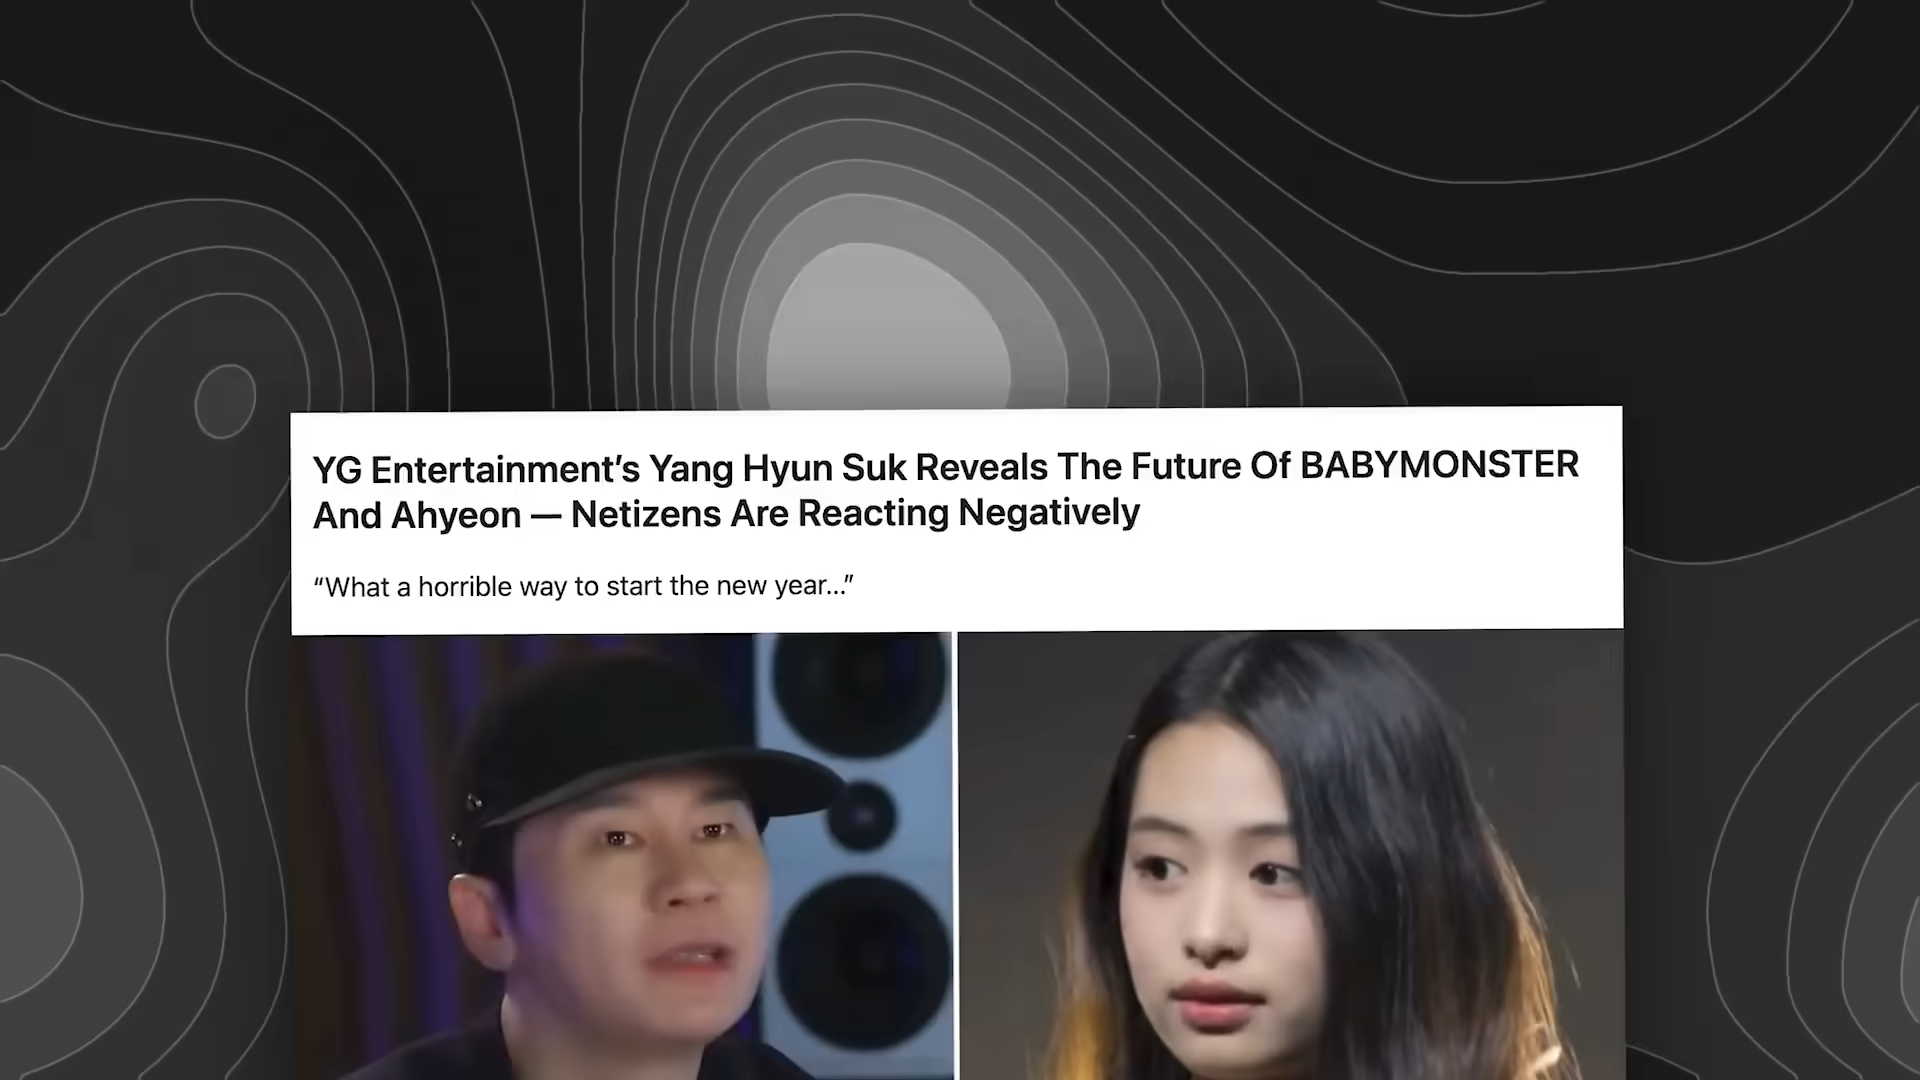 YG Entertainment’s Yang Hyun Suk Reveals The Future Of BABYMONSTER
And Ahyeon — Netizens Are Reacting Negatively
“What a horrible way to start the new year...”